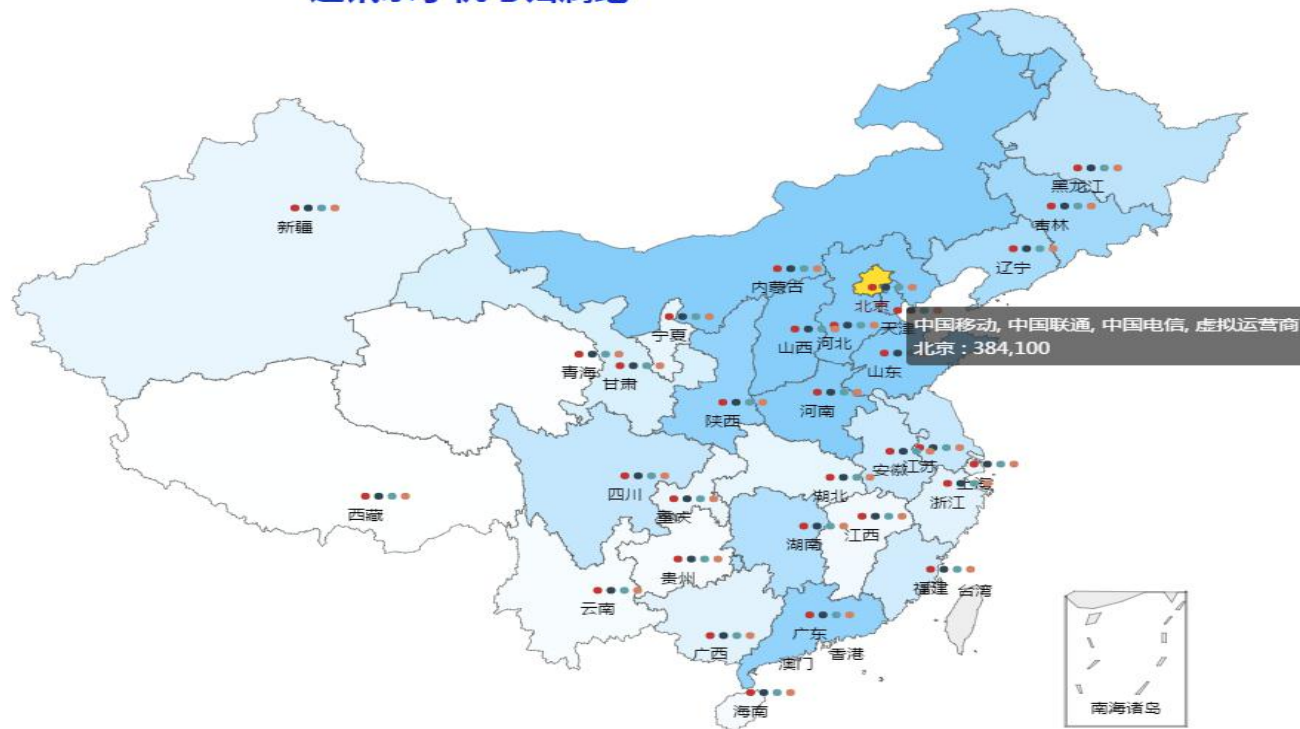 黑龙江
吉林
新疆
辽宁
内蒙古
北京
天津
中国移动, 中国联通, 中国电信, 虚拟运营商
北京 : 384,100
宁夏
山西
河北
山东
青海
甘肃
陕西
河南
安徽
江苏
上海
四川
湖北
浙江
西藏
重庆
湖南
江西
贵州
云南
福建
台湾
广西
广东
香港
澳门
海南
南海诸岛